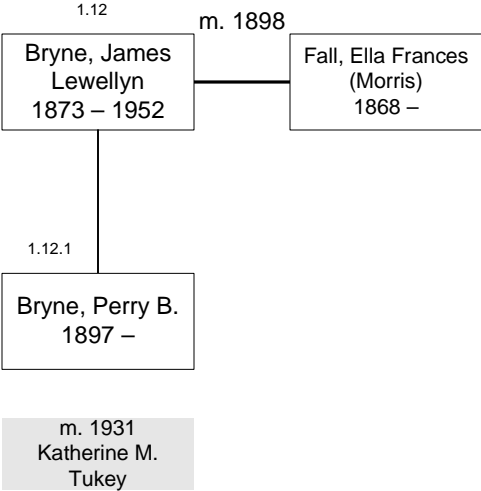 1.12
m. 1898
Bryne, James
Lewellyn
1873 – 1952
Fall, Ella Frances
(Morris)
1868 –
1.12.1
Bryne, Perry B.
1897 –
m. 1931
Katherine M.
Tukey